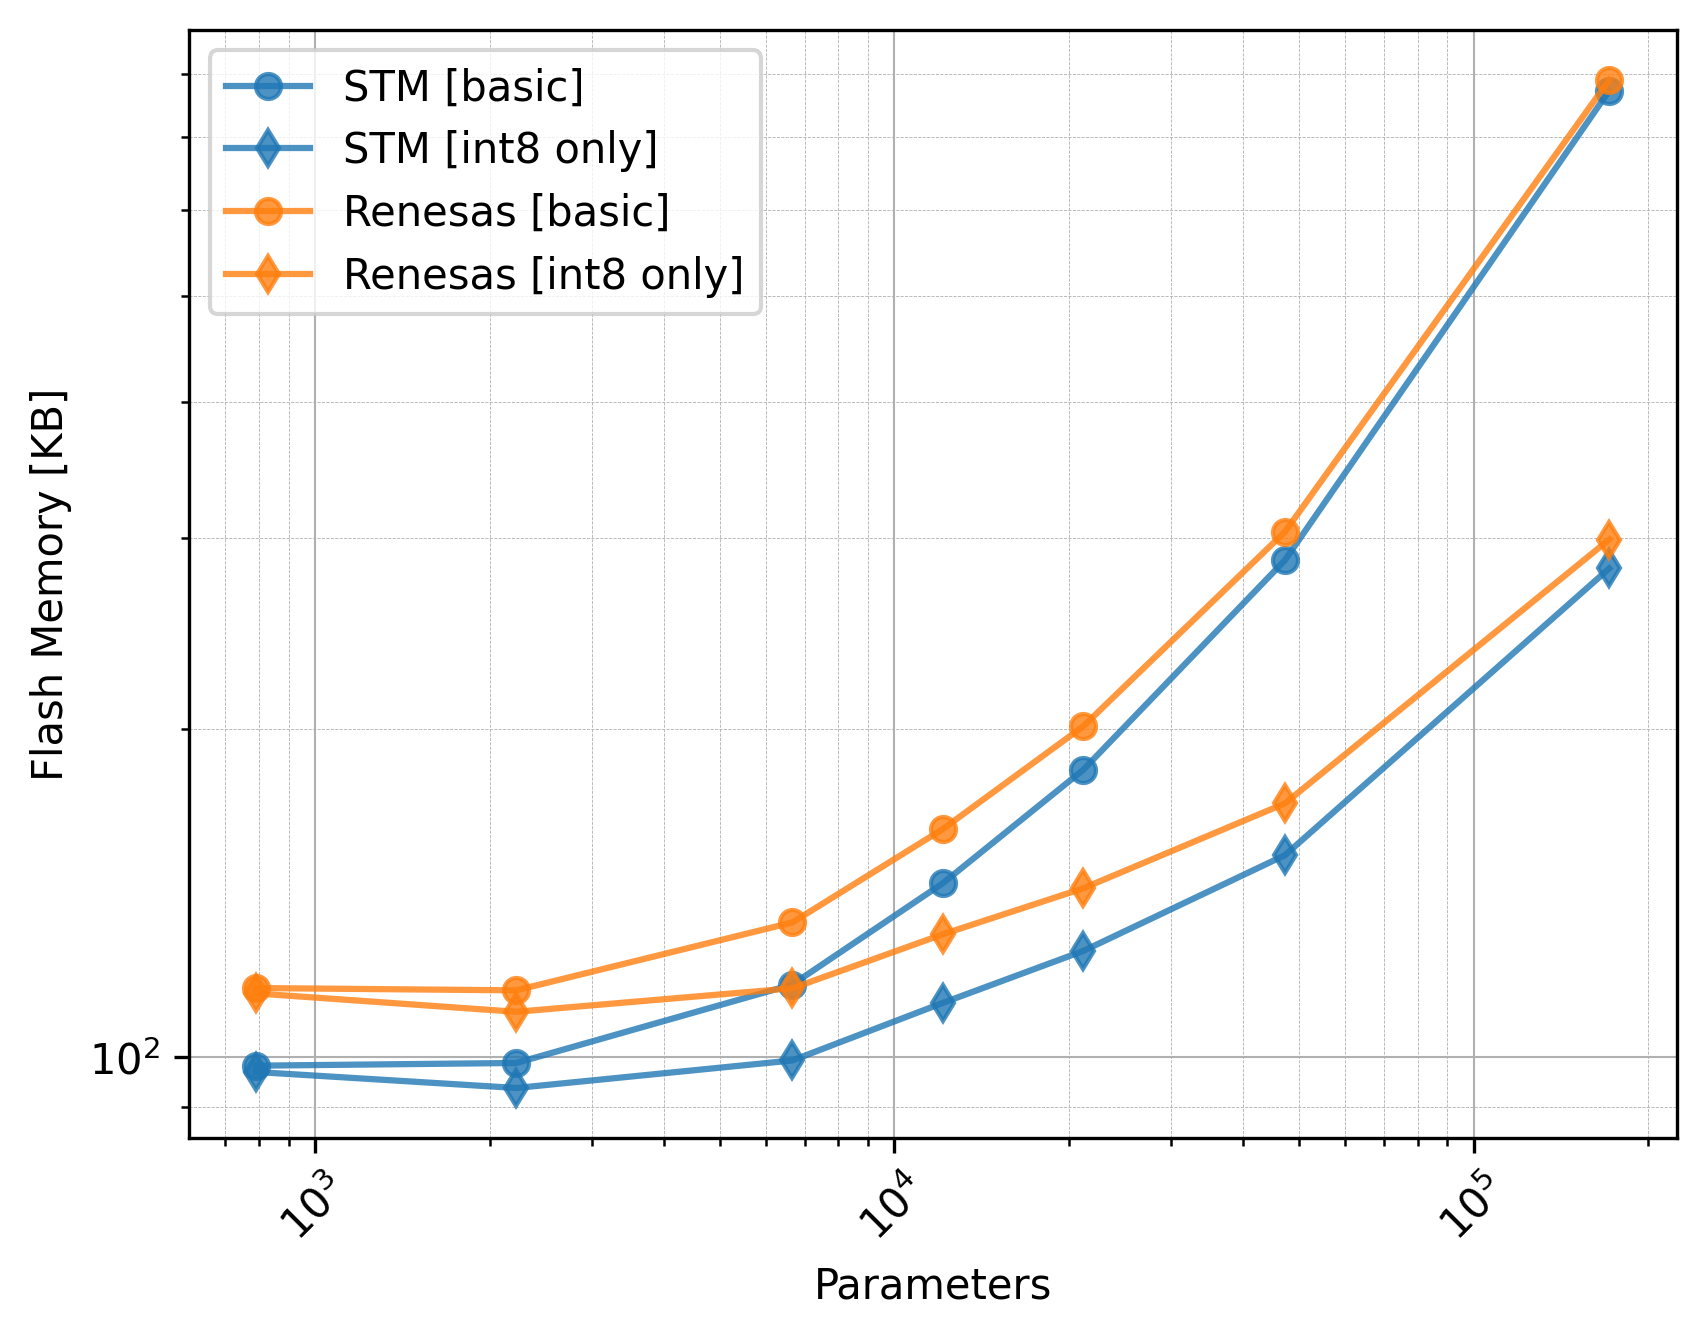 STM [basic]
STM [int8 only]
Renesas [basic]
Renesas [int8 only]
Flash Memory [KB]
10²
10³
10⁴
10⁵
Parameters